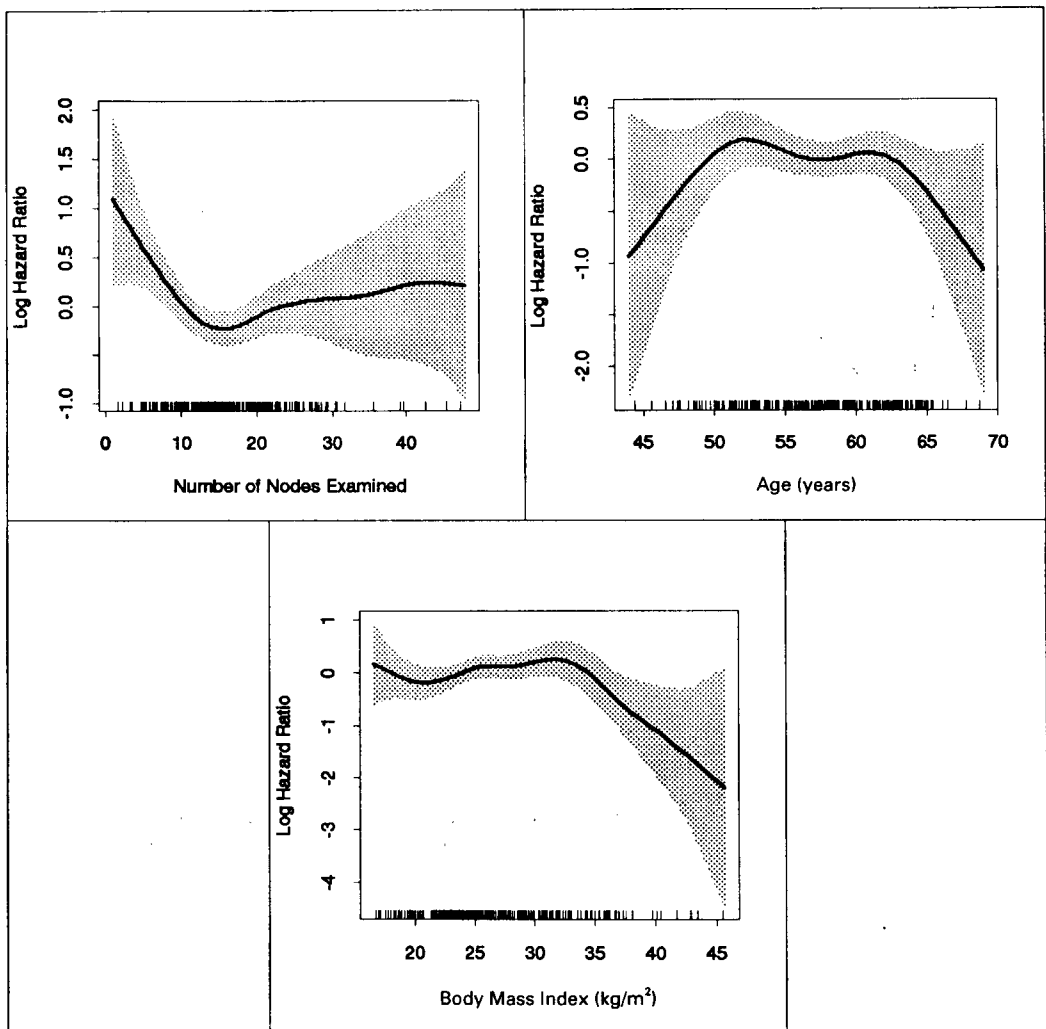 2.0
1.5
1.0
0.5
0.0
-1.0
Log Hazard Ratio
0 10 20 30 40
Number of Nodes Examined
0.5
0.0
-1.0
-2.0
Log Hazard Ratio
45 50 55 60 65 70
Age (years)
1
0
-1
-2
-3
-4
Log Hazard Ratio
20 25 30 35 40 45
Body Mass Index (kg/m²)